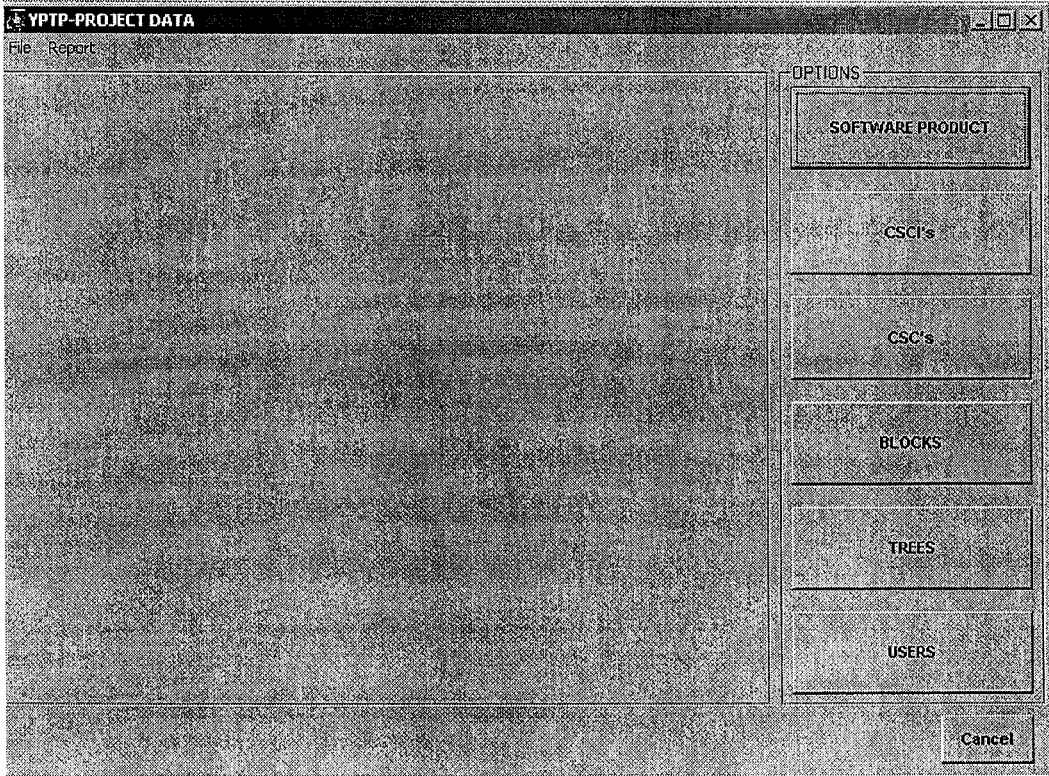 YPTP-PROJECT DATA
File Report
OPTIONS
SOFTWARE PRODUCT
CSCI's
CSC's
BLOCKS
TREES
USERS
Cancel